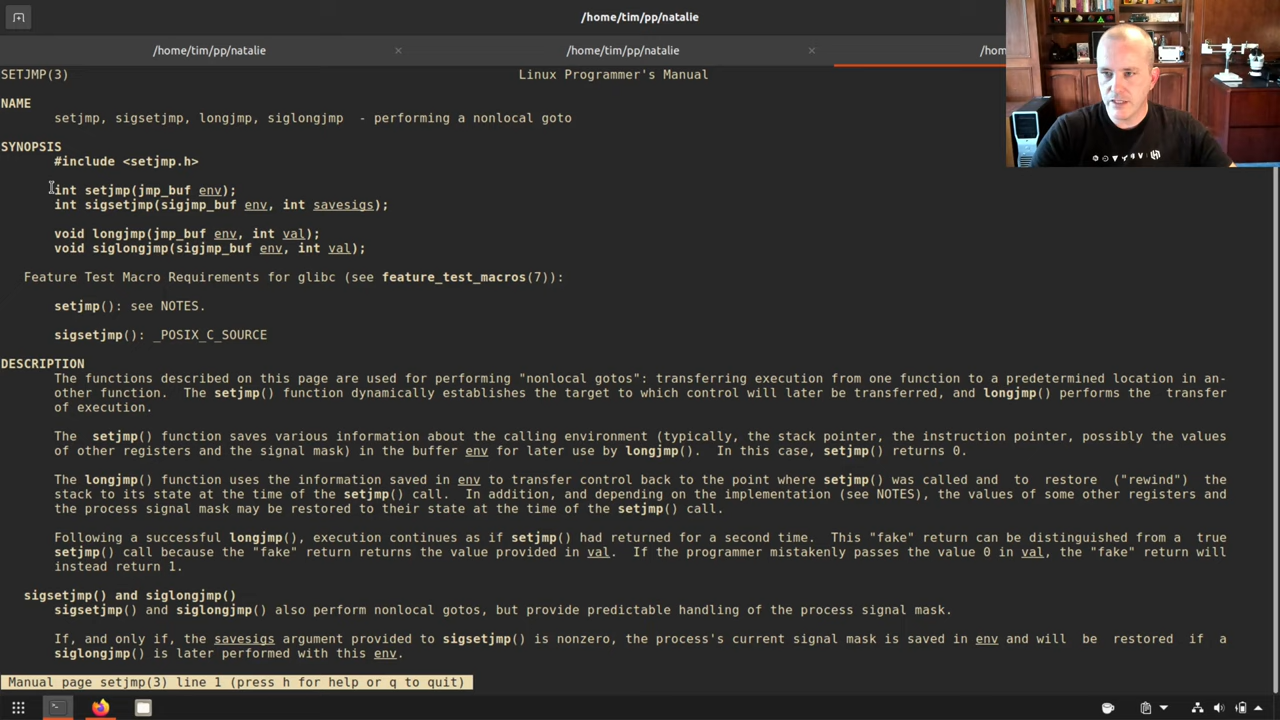 /home/tim/pp/natalie
/home/tim/pp/natalie
/home/tim/pp/natalie
/hom
SETJMP(3) Linux Programmer's Manual
NAME
setjmp, sigsetjmp, longjmp, siglongjmp - performing a nonlocal goto
SYNOPSIS
#include <setjmp.h>
int setjmp(jmp_buf env);
int sigsetjmp(sigjmp_buf env, int savesigs);
void longjmp(jmp_buf env, int val);
void siglongjmp(sigjmp_buf env, int val);
Feature Test Macro Requirements for glibc (see feature_test_macros(7)):
setjmp(): see NOTES.
sigsetjmp(): _POSIX_C_SOURCE
DESCRIPTION
The functions described on this page are used for performing "nonlocal gotos": transferring execution from one function to a predetermined location in an-
other function. The setjmp() function dynamically establishes the target to which control will later be transferred, and longjmp() performs the transfer
of execution.
The setjmp() function saves various information about the calling environment (typically, the stack pointer, the instruction pointer, possibly the values
of other registers and the signal mask) in the buffer env for later use by longjmp(). In this case, setjmp() returns 0.
The longjmp() function uses the information saved in env to transfer control back to the point where setjmp() was called and to restore ("rewind") the
stack to its state at the time of the setjmp() call. In addition, and depending on the implementation (see NOTES), the values of some other registers and
the process signal mask may be restored to their state at the time of the setjmp() call.
Following a successful longjmp(), execution continues as if setjmp() had returned for a second time. This "fake" return can be distinguished from a true
setjmp() call because the "fake" return returns the value provided in val. If the programmer mistakenly passes the value 0 in val, the "fake" return will
instead return 1.
sigsetjmp() and siglongjmp()
sigsetjmp() and siglongjmp() also perform nonlocal gotos, but provide predictable handling of the process signal mask.
If, and only if, the savesigs argument provided to sigsetjmp() is nonzero, the process's current signal mask is saved in env and will be restored if a
siglongjmp() is later performed with this env.
Manual page setjmp(3) line 1 (press h for help or q to quit)